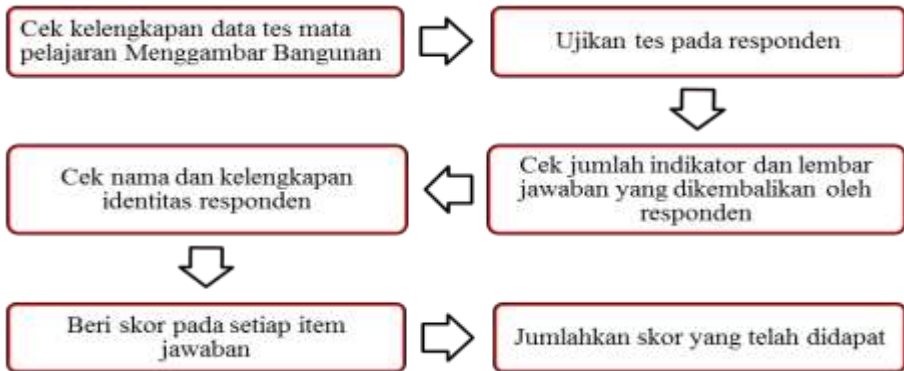 Cek kelengkapan data tes mata
pelajaran Menggambar Bangunan
Ujikan tes pada responden
Cek jumlah indikator dan lembar
jawaban yang dikembalikan oleh
responden
Cek nama dan kelengkapan
identitas responden
Beri skor pada setiap item
jawaban
Jumlahkan skor yang telah didapat